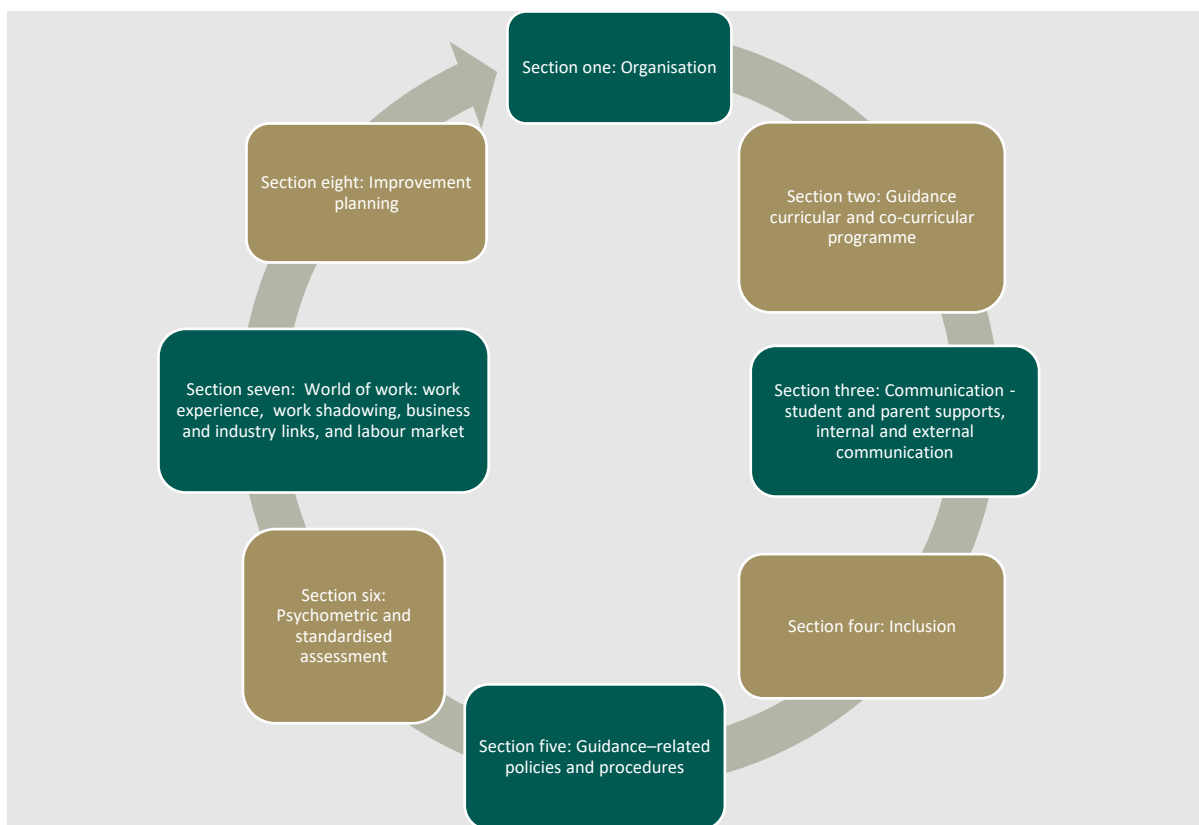 Section one: Organisation
Section two: Guidance
curricular and co-curricular
programme
Section three: Communication -
student and parent supports,
internal and external
communication
Section four: Inclusion
Section five: Guidance–related
policies and procedures
Section six:
Psychometric and
standardised
assessment
Section seven:  World of work: work
experience,  work shadowing, business
and industry links, and labour market
Section eight: Improvement
planning